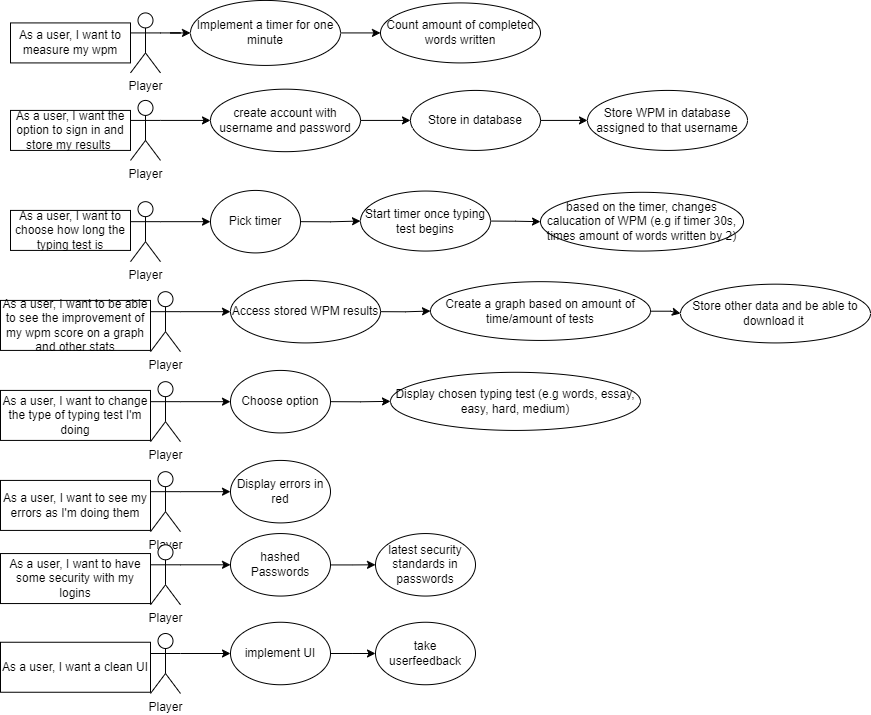 As a user, I want to
measure my wpm
Implement a timer for one
minute
Count amount of completed
words written
Player
As a user, I want the
option to sign in and
store my results
create account with
username and password
Store in database
Store WPM in database
assigned to that username
Player
As a user, I want to
choose how long the
typing test is
Pick timer
Start timer once typing
test begins
based on the timer, changes
calucation of WPM (e.g if timer 30s,
times amount of words written by 2)
Player
As a user, I want to be able
to see the improvement of
my wpm score on a graph
and other stats
Access stored WPM results
Create a graph based on amount of
time/amount of tests
Store other data and be able to
download it
Player
As a user, I want to change
the type of typing test I'm
doing
Choose option
Display chosen typing test (e.g words, essay,
easy, hard, medium)
Player
As a user, I want to see my
errors as I'm doing them
Display errors in
red
Player
As a user, I want to have
some security with my
logins
hashed
Passwords
latest security
standards in
passwords
Player
As a user, I want a clean UI
implement UI
take
userfeedback
Player